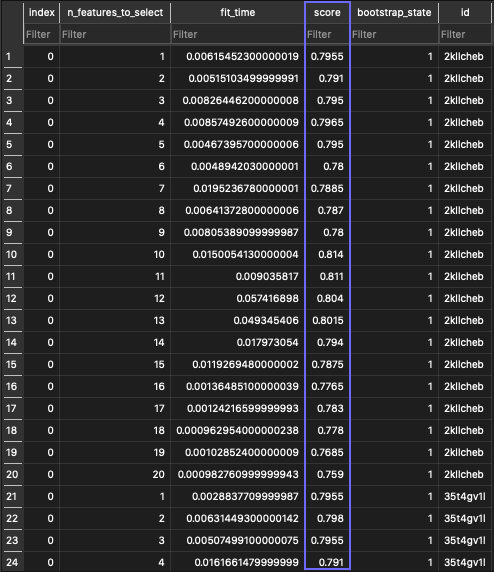 index n_features_to_select fit_time score bootstrap_state id
Filter Filter Filter Filter Filter Filter
1 0 1 0.00615452300000019 0.7955 1 2kllcheb
2 0 2 0.00515103499999991 0.791 1 2kllcheb
3 0 3 0.00826446200000008 0.795 1 2kllcheb
4 0 4 0.00857492600000009 0.7965 1 2kllcheb
5 0 5 0.00467395700000006 0.795 1 2kllcheb
6 0 6 0.0048942030000001 0.78 1 2kllcheb
7 0 7 0.0195236780000001 0.7885 1 2kllcheb
8 0 8 0.00641372800000006 0.787 1 2kllcheb
9 0 9 0.00805389099999987 0.78 1 2kllcheb
10 0 10 0.0150054130000004 0.814 1 2kllcheb
11 0 11 0.009035817 0.811 1 2kllcheb
12 0 12 0.057416898 0.804 1 2kllcheb
13 0 13 0.049345406 0.8015 1 2kllcheb
14 0 14 0.017973054 0.794 1 2kllcheb
15 0 15 0.0119269480000002 0.7875 1 2kllcheb
16 0 16 0.00136485100000039 0.7765 1 2kllcheb
17 0 17 0.00124216599999993 0.783 1 2kllcheb
18 0 18 0.000962954000000238 0.778 1 2kllcheb
19 0 19 0.00102852400000009 0.7685 1 2kllcheb
20 0 20 0.000982760999999943 0.759 1 2kllcheb
21 0 1 0.0028837709999987 0.7955 1 35t4gv1l
22 0 2 0.00631449300000142 0.798 1 35t4gv1l
23 0 3 0.00507499100000075 0.7955 1 35t4gv1l
24 0 4 0.0161661479999999 0.791 1 35t4gv1l